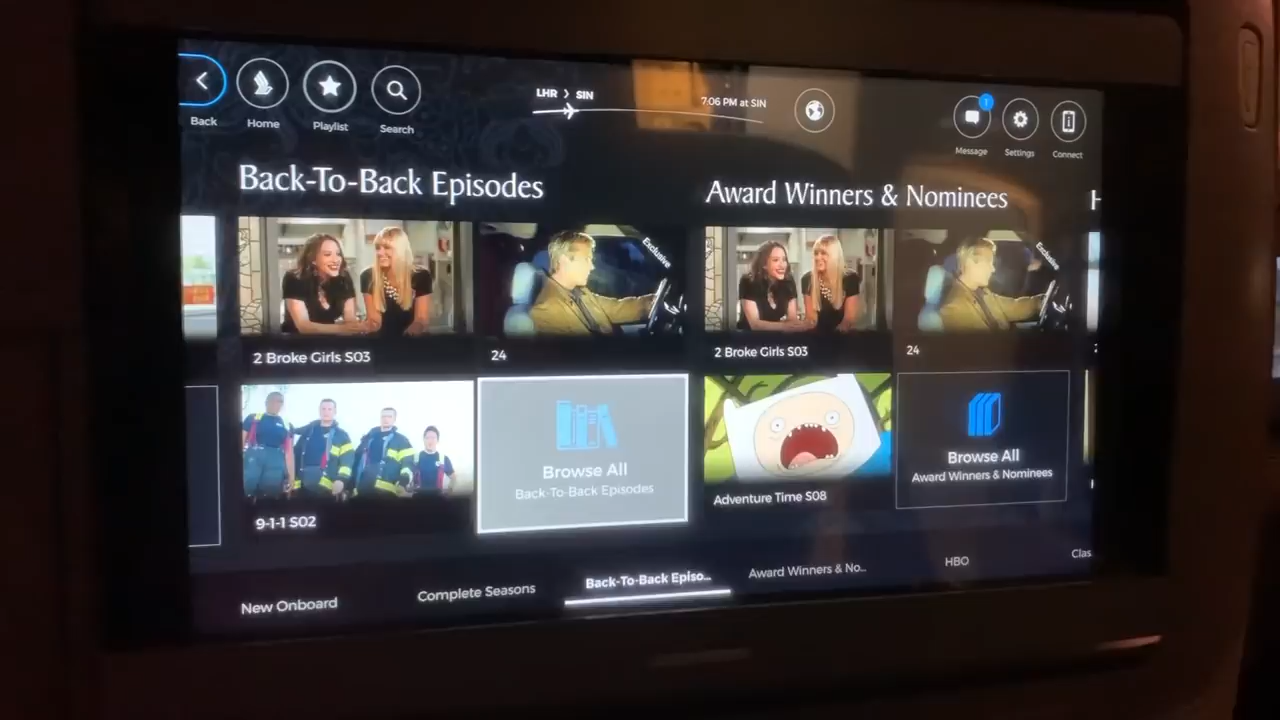 LHR > SIN
7:06 PM at SIN
1
Back
Home
Playlist
Search
Message
Settings
Connect
Back-To-Back Episodes
Award Winners & Nominees
H
Exclusive
Exclusive
2 Broke Girls S03
24
2 Broke Girls S03
24
Browse All
Back-To-Back Episodes
Browse All
Award Winners & Nominees
9-1-1 S02
Adventure Time S08
New Onboard
Complete Seasons
Back-To-Back Episo...
Award Winners & No...
HBO
Clas